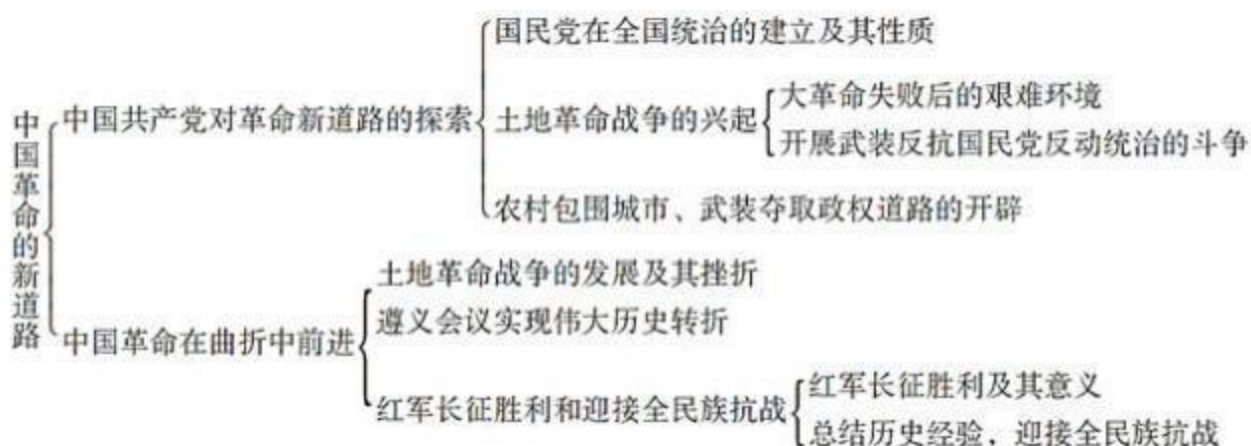 中国革命的新道路
中国共产党对革命新道路的探索
国民党在全国统治的建立及其性质
土地革命战争的兴起
大革命失败后的艰难环境
开展武装反抗国民党反动统治的斗争
农村包围城市、武装夺取政权道路的开辟
中国革命在曲折中前进
土地革命战争的发展及其挫折
遵义会议实现伟大历史转折
红军长征胜利和迎接全民族抗战
红军长征胜利及其意义
总结历史经验,迎接全民族抗战